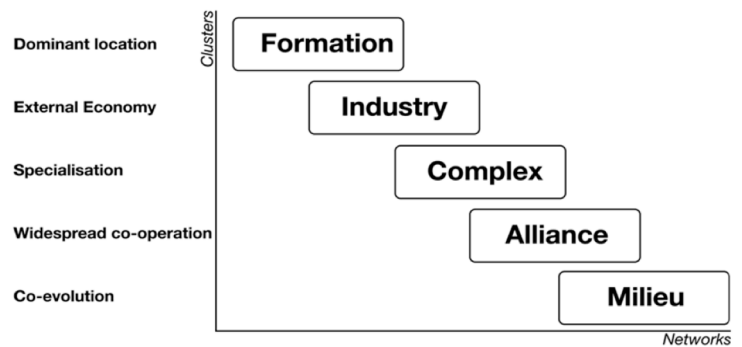 Clusters
Dominant location
Formation
External Economy
Industry
Specialisation
Complex
Widespread co-operation
Alliance
Co-evolution
Milieu
Networks